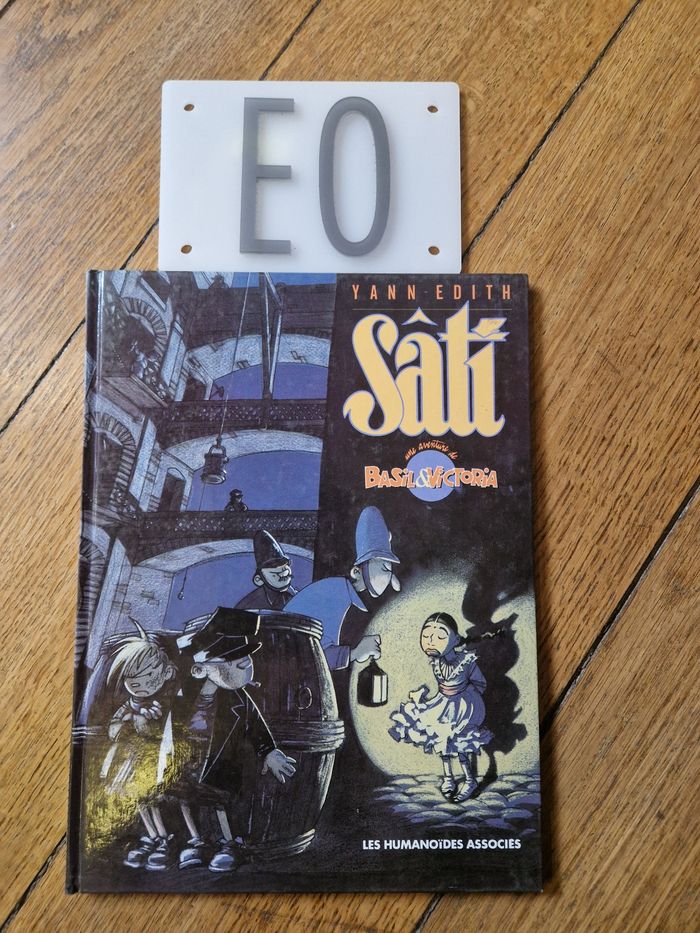 EO
YANN-EDITH
Sâti
une aventure de
BASIL & VICTORIA
LES HUMANOÏDES ASSOCIÉS